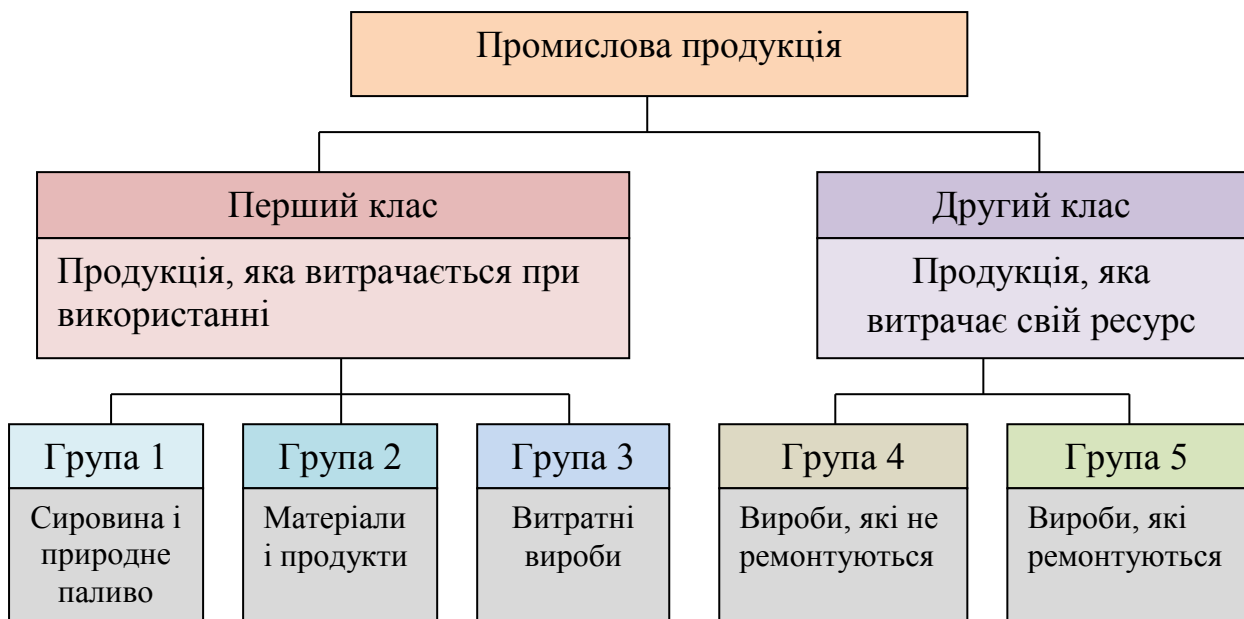 Промислова продукція
Перший клас
Продукція, яка витрачається при
використанні
Другий клас
Продукція, яка
витрачає свій ресурс
Група 1
Сировина і
природне
паливо
Група 2
Матеріали
і продукти
Група 3
Витратні
вироби
Група 4
Вироби, які не
ремонтуються
Група 5
Вироби, які
ремонтуються